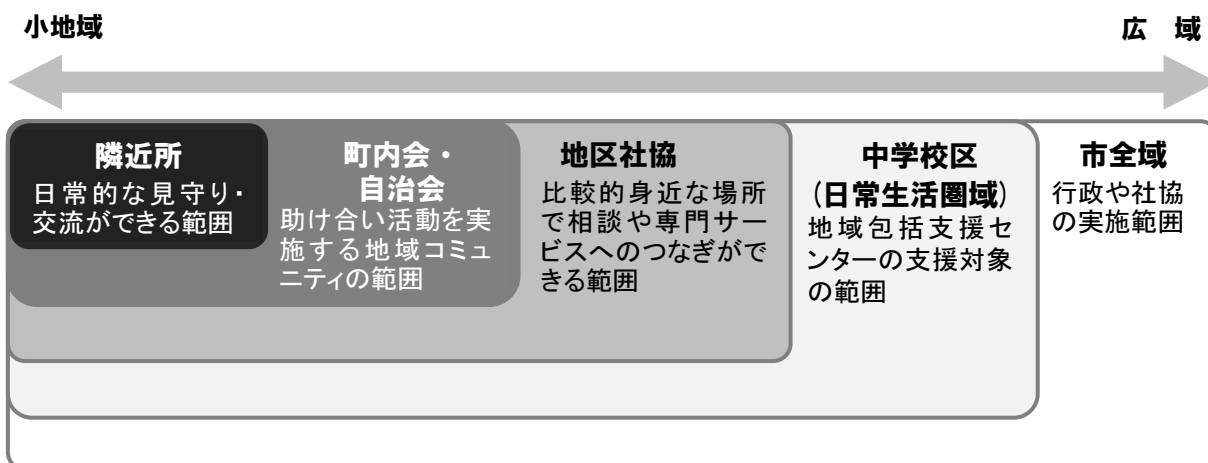 小地域
広　域
隣近所
日常的な見守り・
交流ができる範囲
町内会・
自治会
助け合い活動を実
施する地域コミュ
ニティの範囲
地区社協
比較的身近な場所
で相談や専門サー
ビスへのつなぎがで
きる範囲
中学校区
(日常生活圏域)
地域包括支援セ
ンターの支援対象
の範囲
市全域
行政や社協
の実施範囲